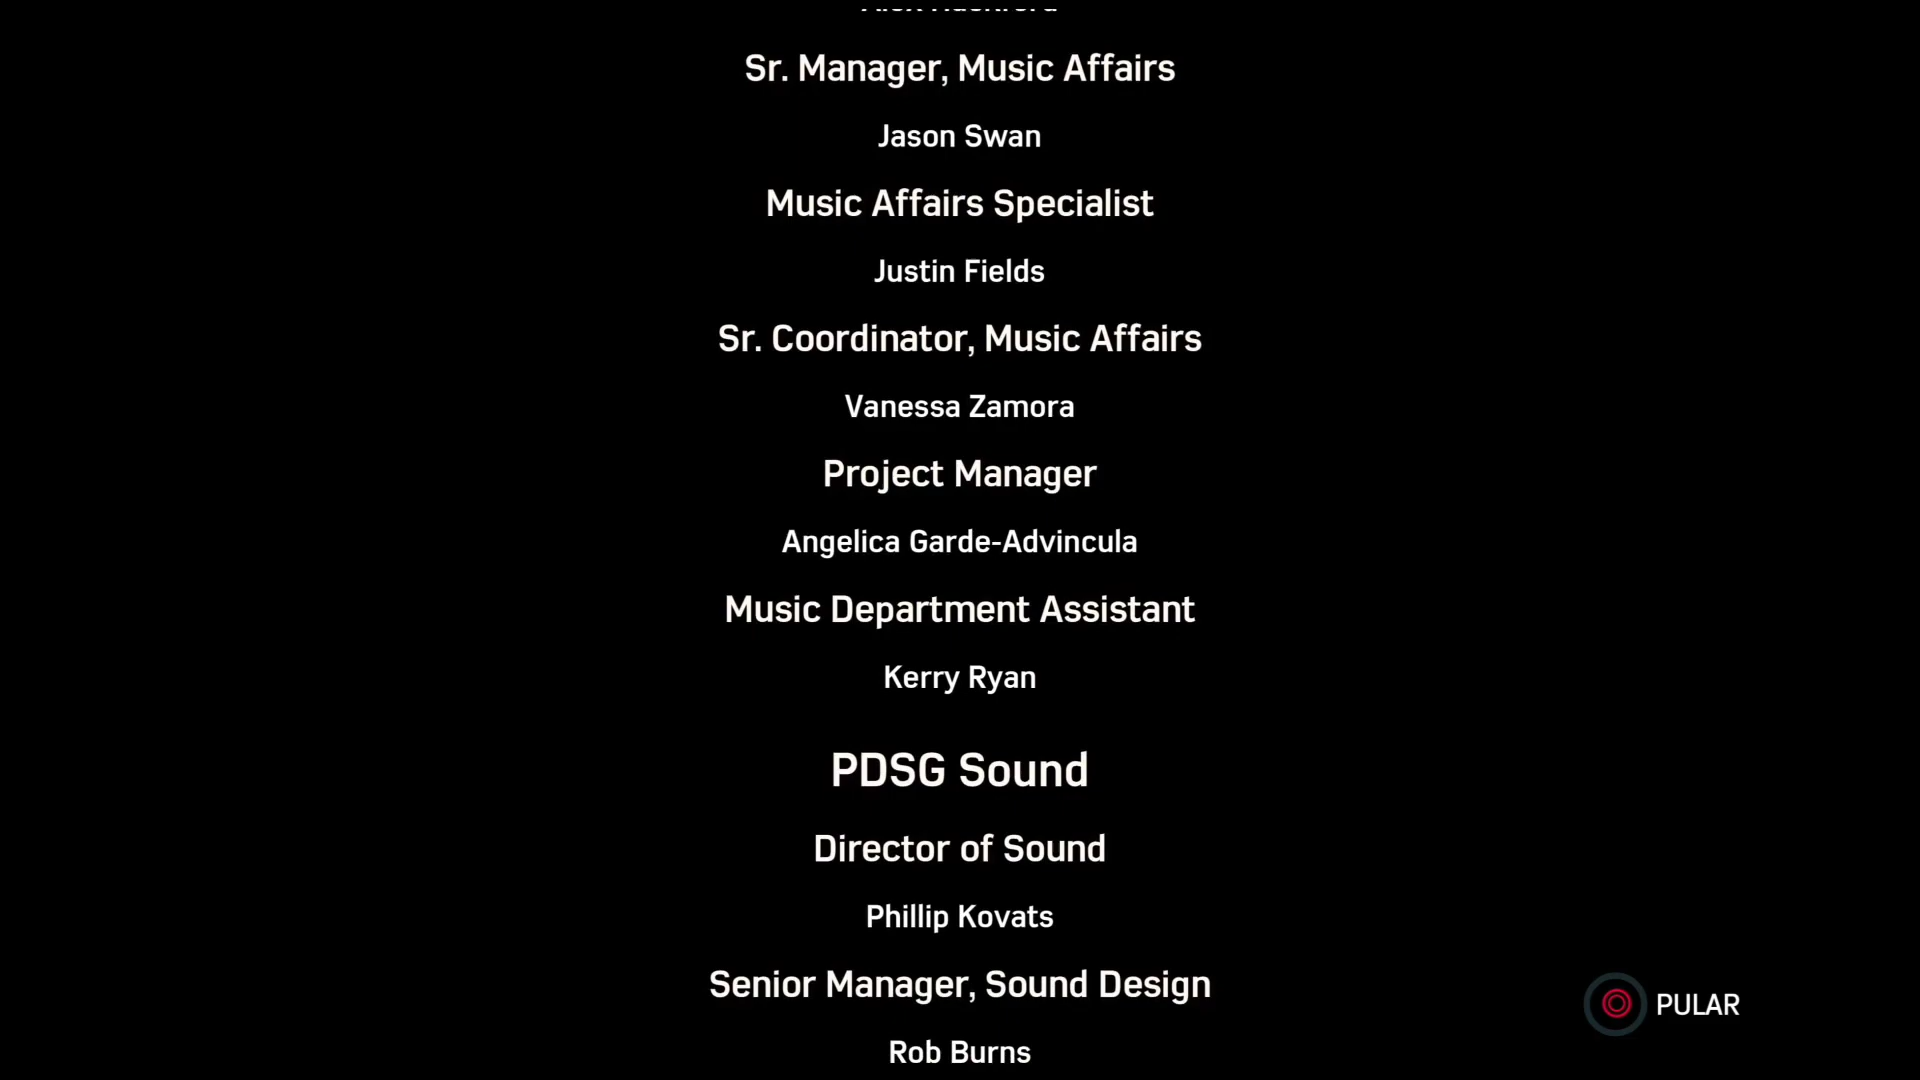 Sr. Manager, Music Affairs
Jason Swan
Music Affairs Specialist
Justin Fields
Sr. Coordinator, Music Affairs
Vanessa Zamora
Project Manager
Angelica Garde-Advincula
Music Department Assistant
Kerry Ryan
PDSG Sound
Director of Sound
Phillip Kovats
Senior Manager, Sound Design
PULAR
Rob Burns